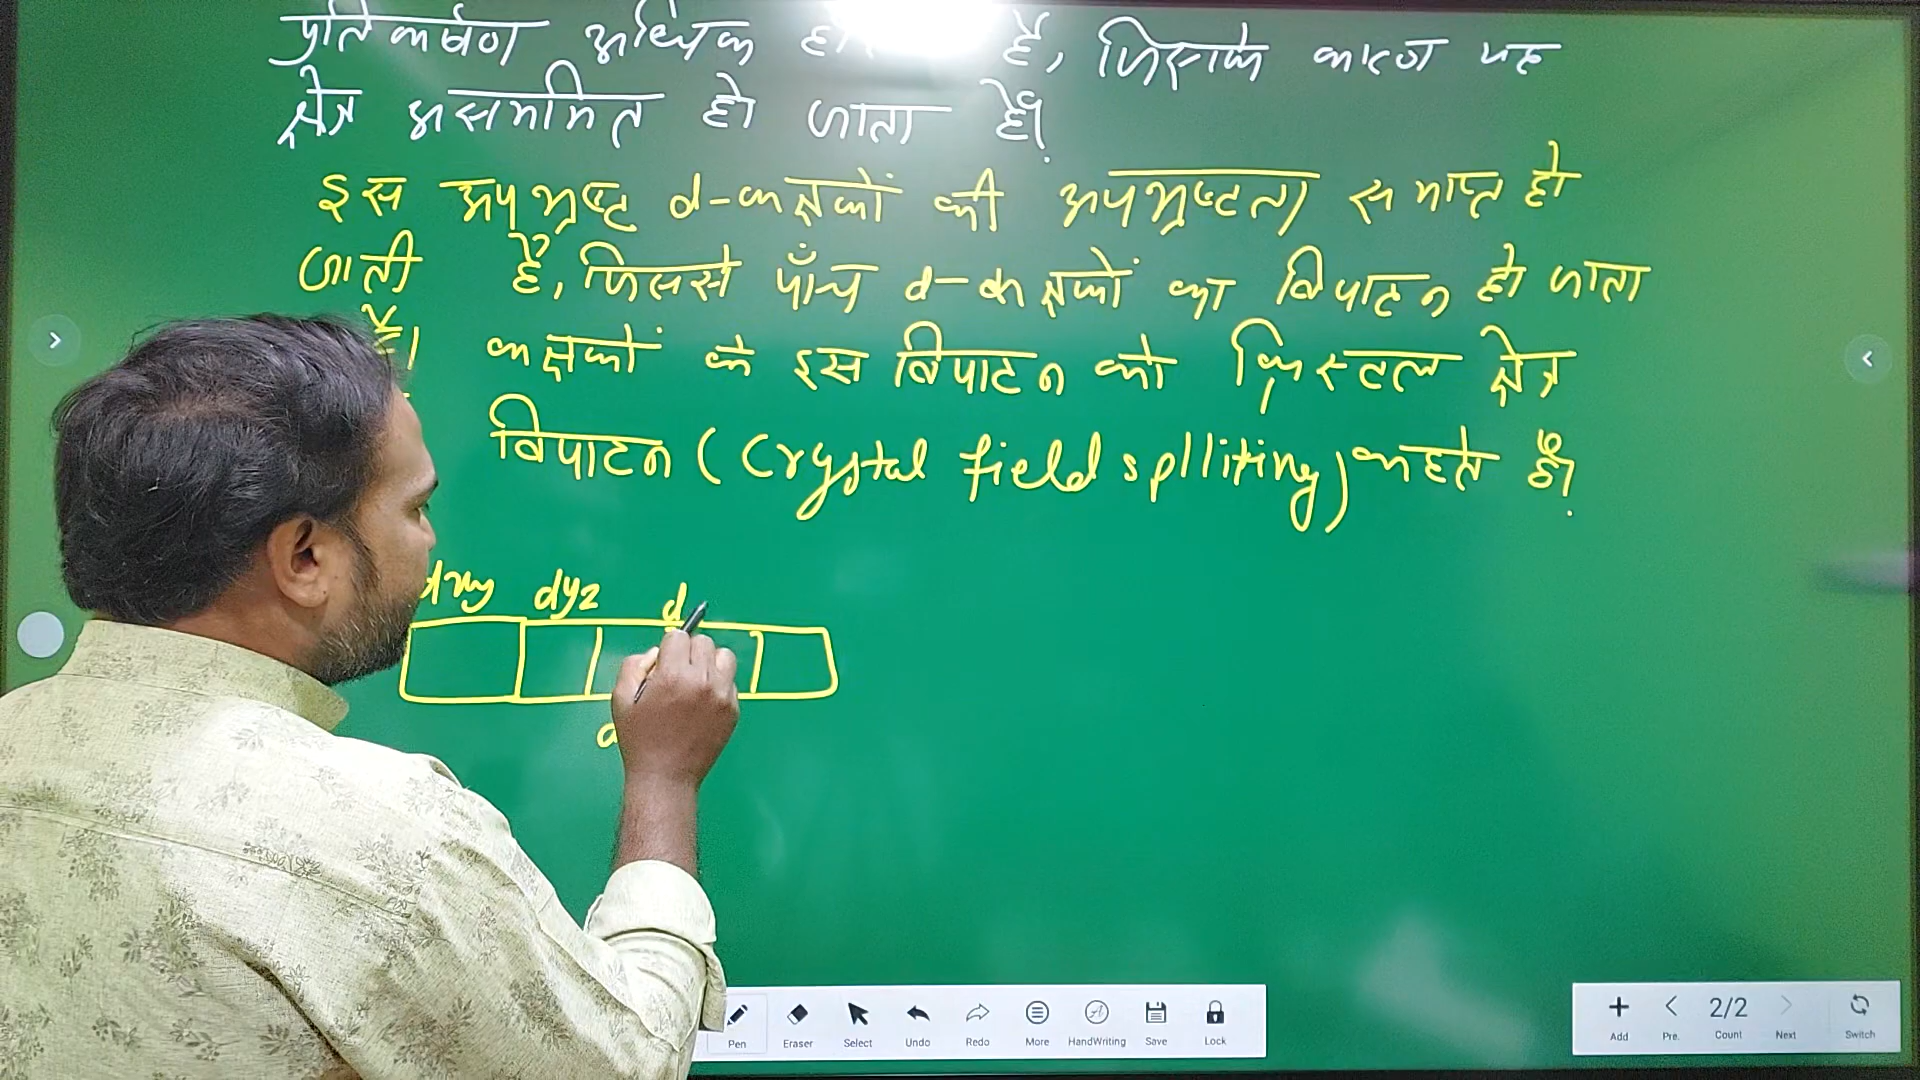 प्रतिकर्षण अधिक है, जिसके कारण यह
क्षेत्र असममित हो जाता है।
इस अपभ्रष्ट d-कक्षकों की अपभ्रष्टता समाप्त हो
जाती है, जिससे पाँच d-कक्षकों का विपाटन हो जाता
है। कक्षकों के इस विपाटन को क्रिस्टल क्षेत्र
विपाटन (Crystal field splliting) कहते हैं।
dxy dyz d
Pen Eraser Select Undo Redo More HandWriting Save Lock
Add Pre. 2/2 Count Next Switch